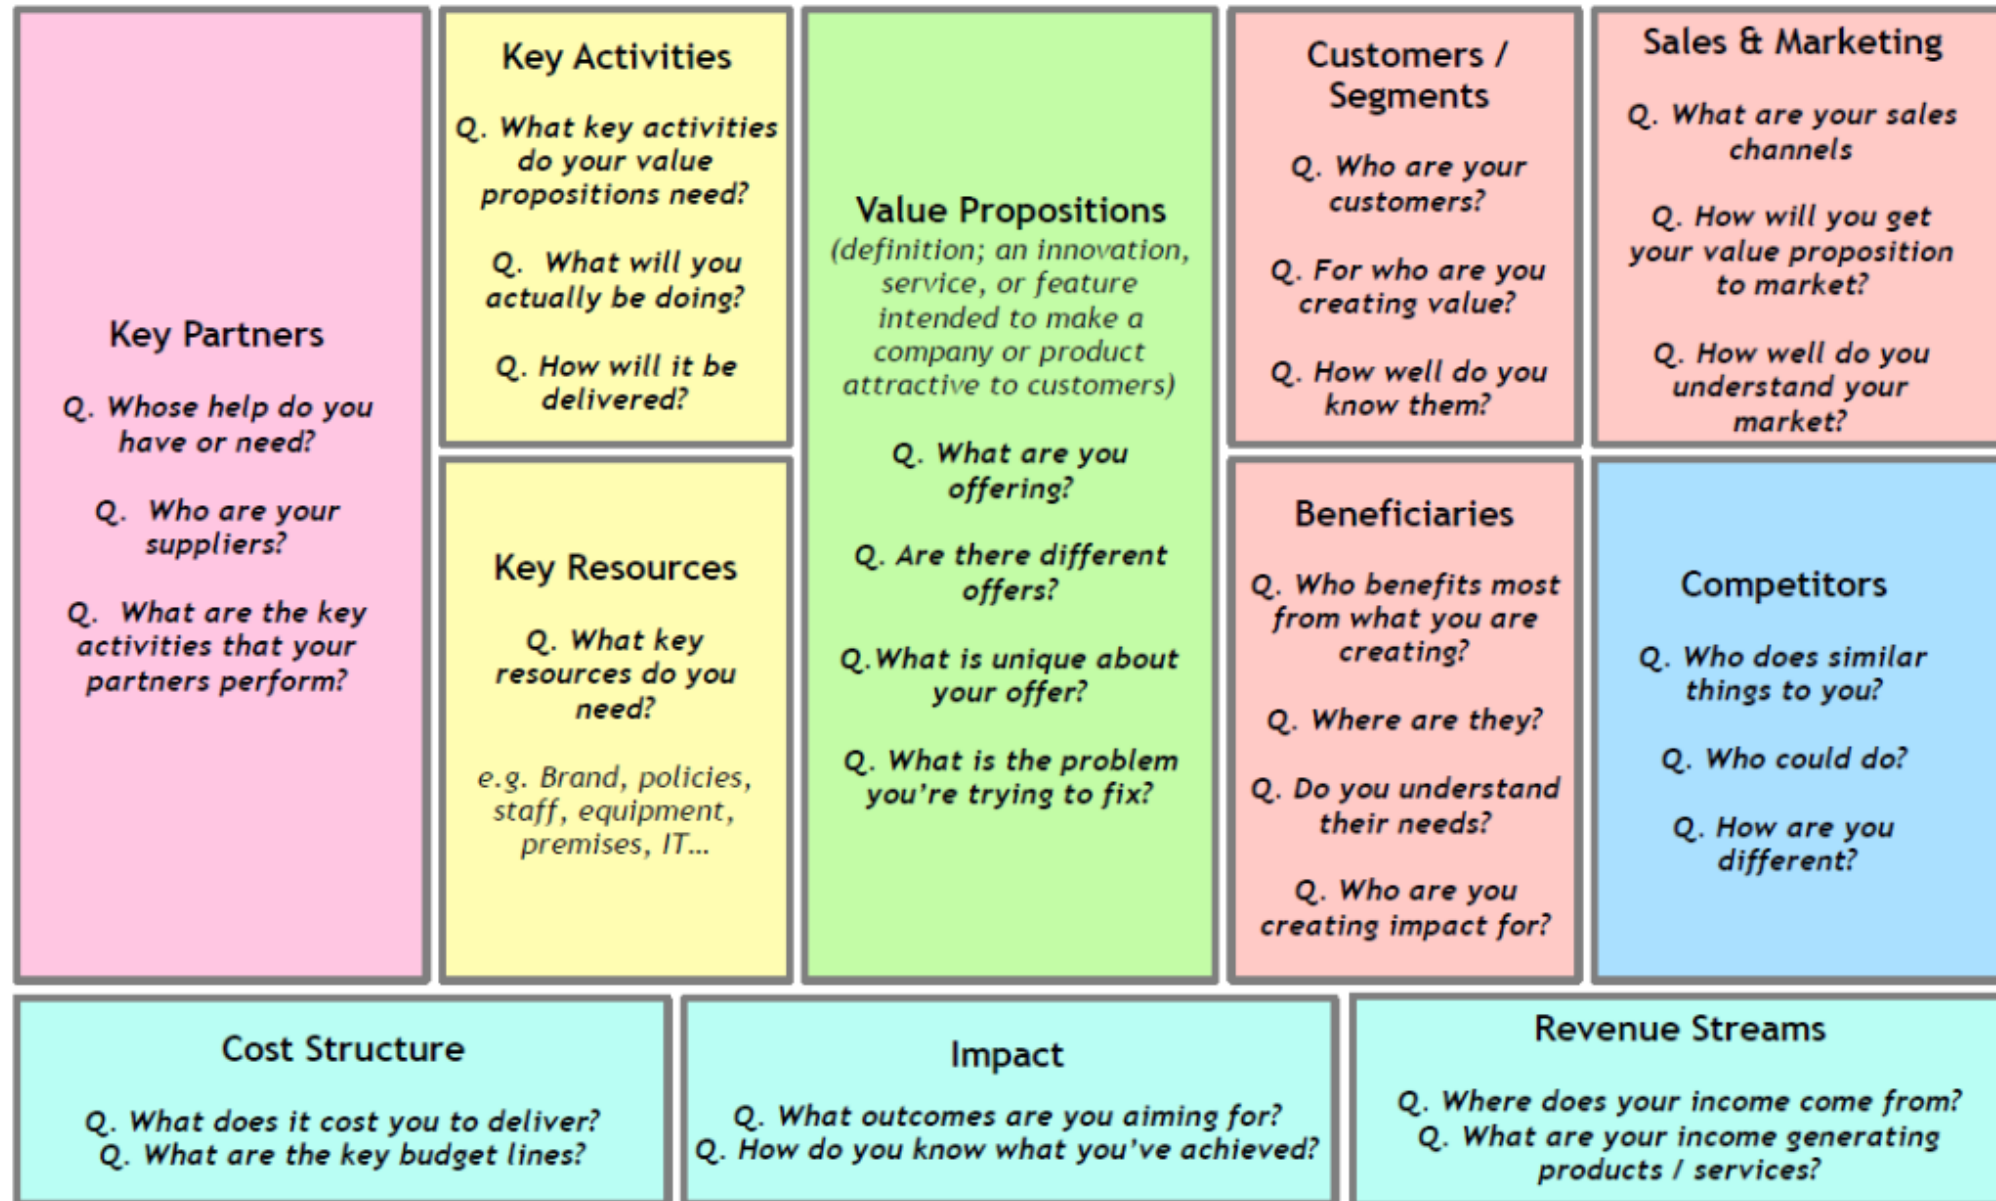 Key Partners
Q. Whose help do you
have or need?
Q. Who are your
suppliers?
Q. What are the key
activities that your
partners perform?
Key Activities
Q. What key activities
do your value
propositions need?
Q. What will you
actually be doing?
Q. How will it be
delivered?
Key Resources
Q. What key
resources do you
need?
e.g. Brand, policies,
staff, equipment,
premises, IT…
Value Propositions
(definition; an innovation,
service, or feature
intended to make a
company or product
attractive to customers)
Q. What are you
offering?
Q. Are there different
offers?
Q.What is unique about
your offer?
Q. What is the problem
you're trying to fix?
Customers /
Segments
Q. Who are your
customers?
Q. For who are you
creating value?
Q. How well do you
know them?
Beneficiaries
Q. Who benefits most
from what you are
creating?
Q. Where are they?
Q. Do you understand
their needs?
Q. Who are you
creating impact for?
Sales & Marketing
Q. What are your sales
channels
Q. How will you get
your value proposition
to market?
Q. How well do you
understand your
market?
Competitors
Q. Who does similar
things to you?
Q. Who could do?
Q. How are you
different?
Cost Structure
Q. What does it cost you to deliver?
Q. What are the key budget lines?
Impact
Q. What outcomes are you aiming for?
Q. How do you know what you've achieved?
Revenue Streams
Q. Where does your income come from?
Q. What are your income generating
products / services?